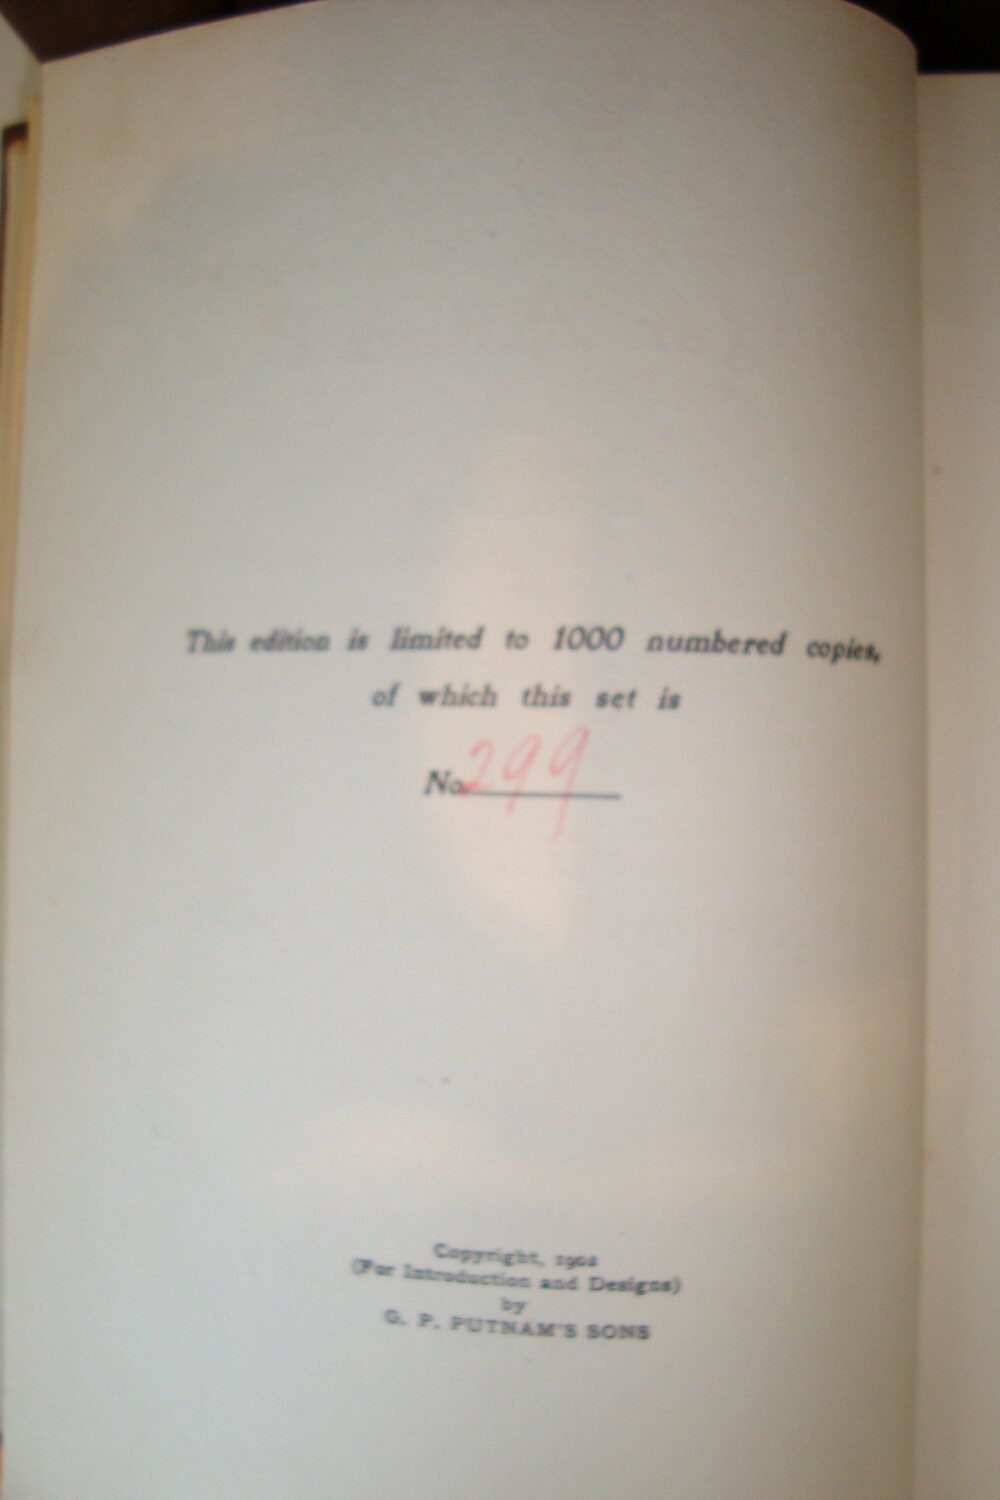 This edition is limited to 1000 numbered copies,
of which this set is
No. 299
Copyright, 1902
(For Introduction and Designs)
by
G. P. PUTNAM'S SONS